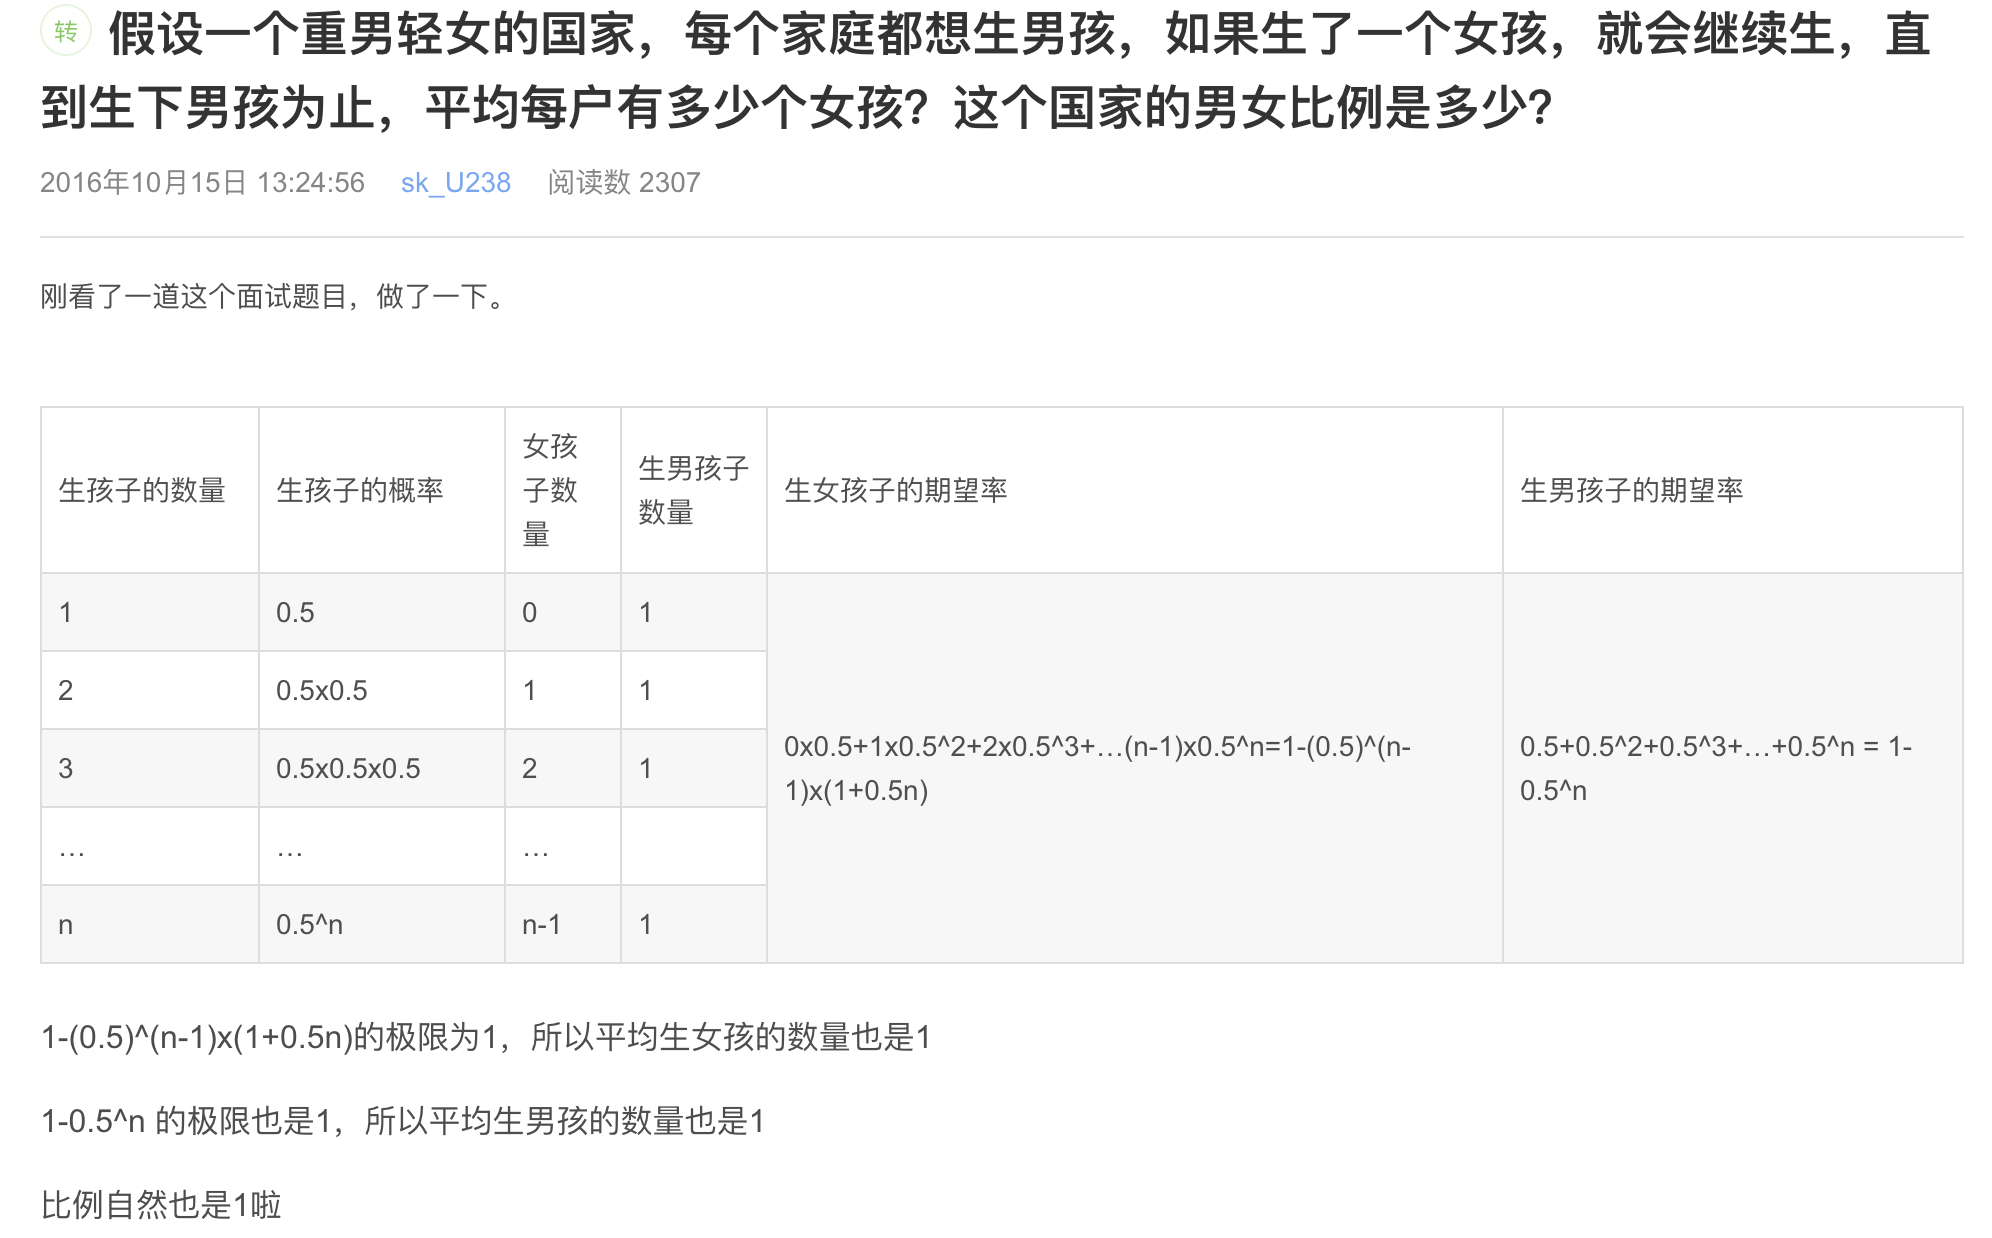 转 假设一个重男轻女的国家，每个家庭都想生男孩，如果生了一个女孩，就会继续生，直
到生下男孩为止，平均每户有多少个女孩？这个国家的男女比例是多少？
2016年10月15日 13:24:56 sk_U238 阅读数 2307
刚看了一道这个面试题目，做了一下。
生孩子的数量 生孩子的概率 女孩
子数
量 生男孩子
数量 生女孩子的期望率 生男孩子的期望率
1 0.5 0 1
2 0.5x0.5 1 1
3 0.5x0.5x0.5 2 1
… … …
n 0.5^n n-1 1
0x0.5+1x0.5^2+2x0.5^3+…(n-1)x0.5^n=1-(0.5)^(n-
1)x(1+0.5n)
0.5+0.5^2+0.5^3+…+0.5^n = 1-
0.5^n
1-(0.5)^(n-1)x(1+0.5n)的极限为1，所以平均生女孩的数量也是1
1-0.5^n 的极限也是1，所以平均生男孩的数量也是1
比例自然也是1啦